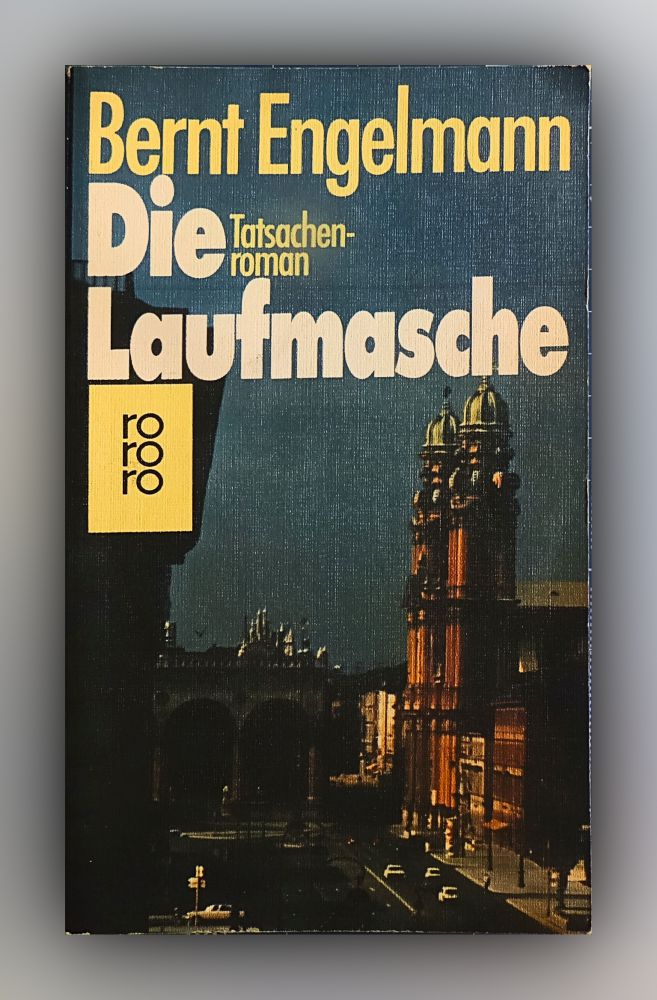 Bernt Engelmann
Die
Tatsachen-
roman
Laufmasche
ro
ro
ro